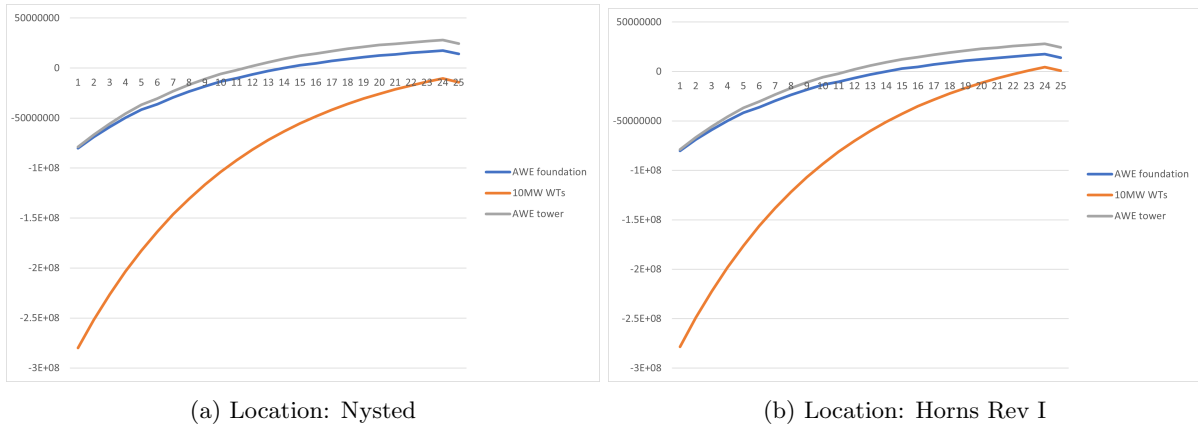 50000000
0
1 2 3 4 5 6 7 8 9 10 11 12 13 14 15 16 17 18 19 20 21 22 23 24 25
-50000000
-1E+08
-1.5E+08
-2E+08
-2.5E+08
-3E+08
AWE foundation
10MW WTs
AWE tower
(a) Location: Nysted
50000000
0
1 2 3 4 5 6 7 8 9 10 11 12 13 14 15 16 17 18 19 20 21 22 23 24 25
-50000000
-1E+08
-1.5E+08
-2E+08
-2.5E+08
-3E+08
AWE foundation
10MW WTs
AWE tower
(b) Location: Horns Rev I